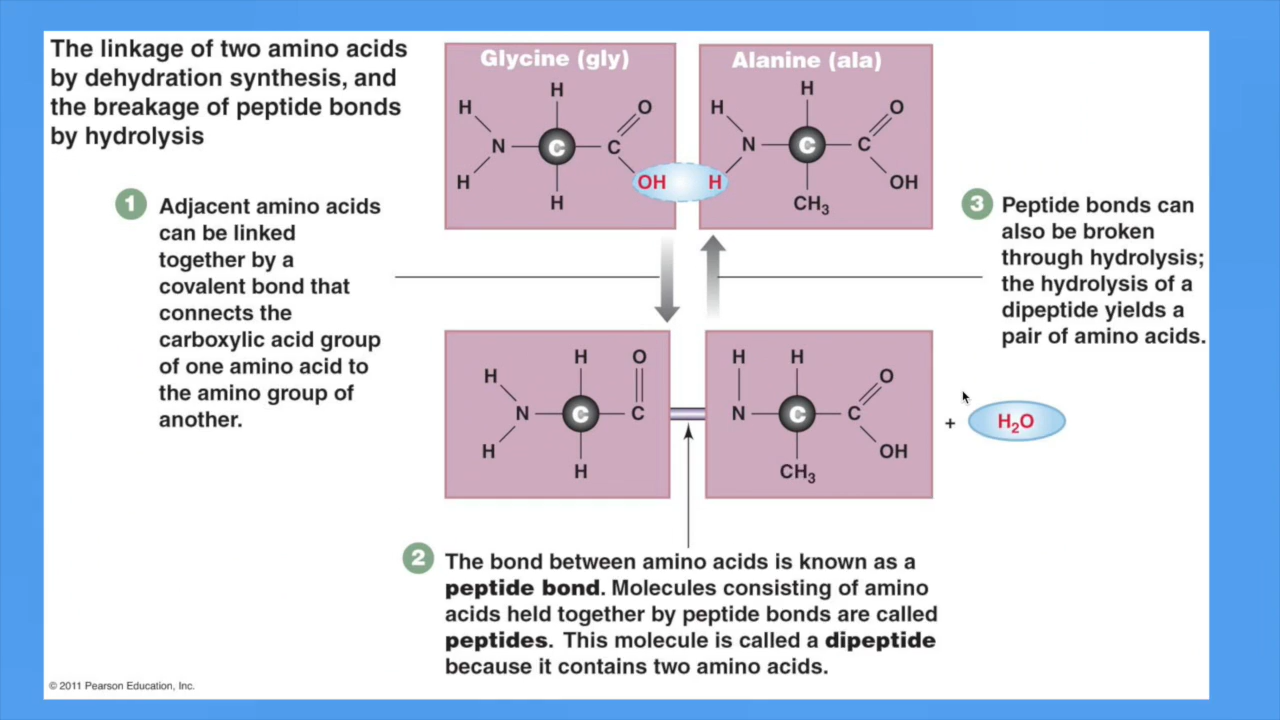 The linkage of two amino acids
by dehydration synthesis, and
the breakage of peptide bonds
by hydrolysis
Glycine (gly)
H
H
O
N
C
C
H
H
OH
Alanine (ala)
H
H
O
N
C
C
H
CH3
OH
1
Adjacent amino acids
can be linked
together by a
covalent bond that
connects the
carboxylic acid group
of one amino acid to
the amino group of
another.
3
Peptide bonds can
also be broken
through hydrolysis;
the hydrolysis of a
dipeptide yields a
pair of amino acids.
H
H
O
N
C
C
H
H
H
H
O
N
C
C
CH3
OH
+
H2O
2
The bond between amino acids is known as a
peptide bond. Molecules consisting of amino
acids held together by peptide bonds are called
peptides. This molecule is called a dipeptide
because it contains two amino acids.
© 2011 Pearson Education, Inc.